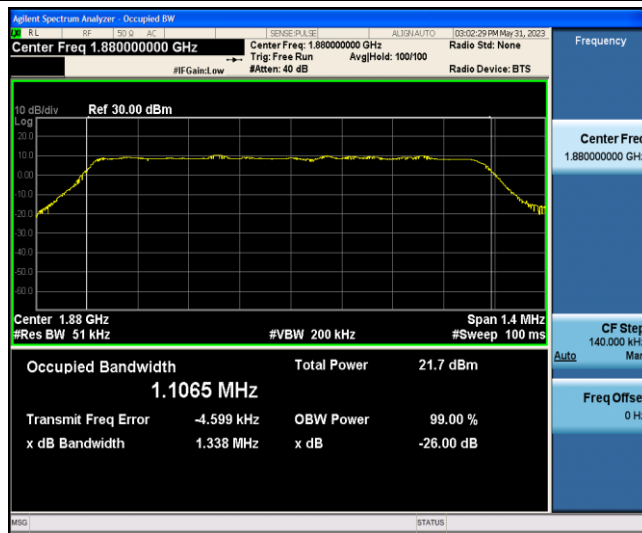 Agilent Spectrum Analyzer - Occupied BW
RL RF 50 Ω AC SENSE:PULSE ALIGNAUTO 03:02:29 PM May 31, 2023
Center Freq 1.880000000 GHz
Center Freq: 1.880000000 GHz Radio Std: None
Trig: Free Run Avg|Hold: 100/100
#IFGain:Low #Atten: 40 dB Radio Device: BTS
Frequency
10 dB/div Ref 30.00 dBm
Log
20.0
10.0
0.00
-10.0
-20.0
-30.0
-40.0
-50.0
-60.0
Center Freq
1.880000000 GHz
Center 1.88 GHz Span 1.4 MHz
#Res BW 51 kHz #VBW 200 kHz #Sweep 100 ms
CF Step
140.000 kHz
Auto Man
Occupied Bandwidth Total Power 21.7 dBm
1.1065 MHz
Transmit Freq Error -4.599 kHz OBW Power 99.00 %
x dB Bandwidth 1.338 MHz x dB -26.00 dB
Freq Offse
0 Hz
MSG STATUS